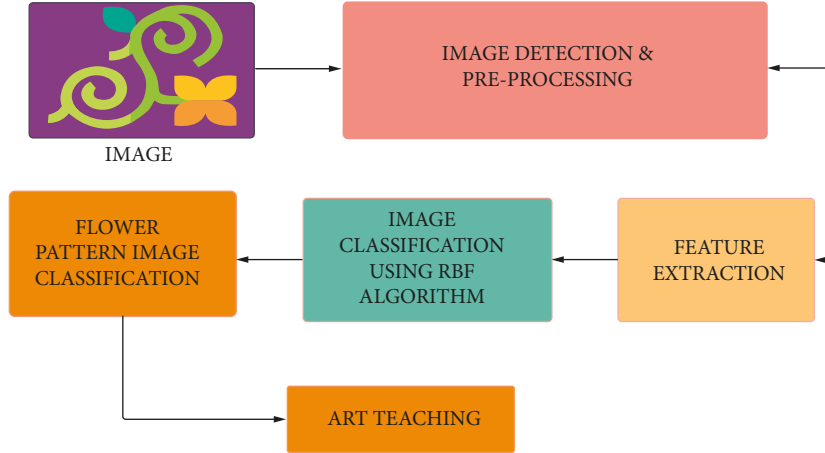 IMAGE DETECTION &
PRE-PROCESSING
IMAGE
FLOWER
PATTERN IMAGE
CLASSIFICATION
IMAGE
CLASSIFICATION
USING RBF
ALGORITHM
FEATURE
EXTRACTION
ART TEACHING